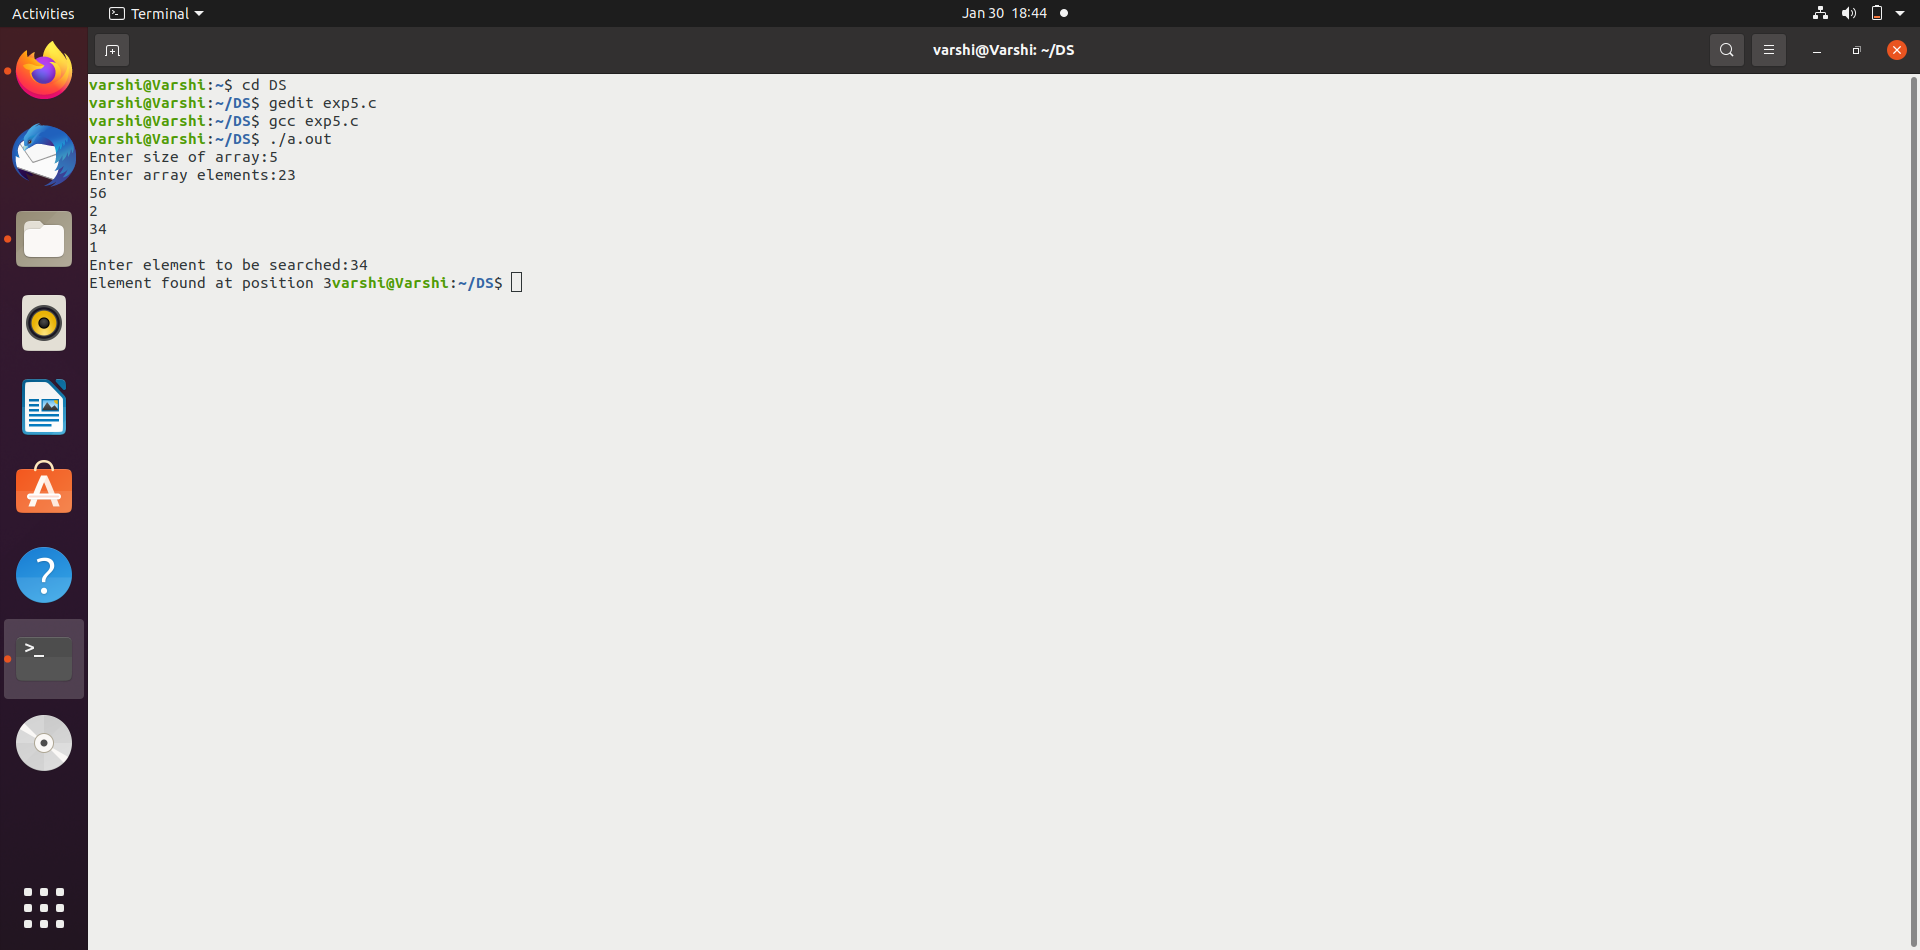 Activities
Terminal
Jan 30 18:44
varshi@Varshi: ~/DS
varshi@Varshi:~$ cd DS
varshi@Varshi:~/DS$ gedit exp5.c
varshi@Varshi:~/DS$ gcc exp5.c
varshi@Varshi:~/DS$ ./a.out
Enter size of array:5
Enter array elements:23
56
2
34
1
Enter element to be searched:34
Element found at position 3varshi@Varshi:~/DS$